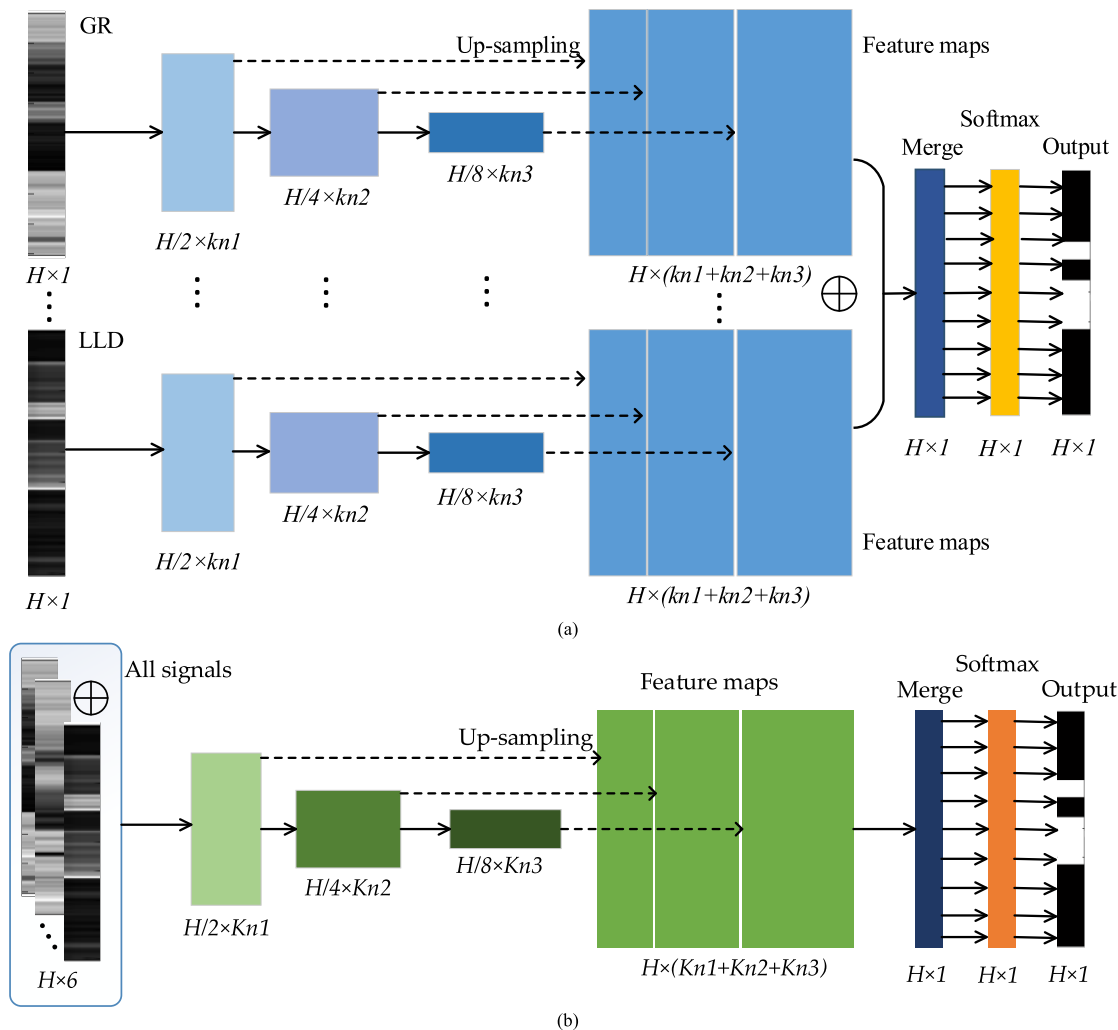 GR
Up-sampling
Feature maps
Softmax
Merge
Output
H/8×kn3
H/4×kn2
H/2×kn1
H×1
H×(kn1+kn2+kn3)
LLD
H/8×kn3
H/4×kn2
H/2×kn1
H×1
H×1
H×1
Feature maps
H×1
H×(kn1+kn2+kn3)
(a)
All signals
Feature maps
Softmax
Merge
Output
Up-sampling
H/8×Kn3
H/4×Kn2
H/2×Kn1
H×6
H×(Kn1+Kn2+Kn3)
H×1
H×1
H×1
(b)